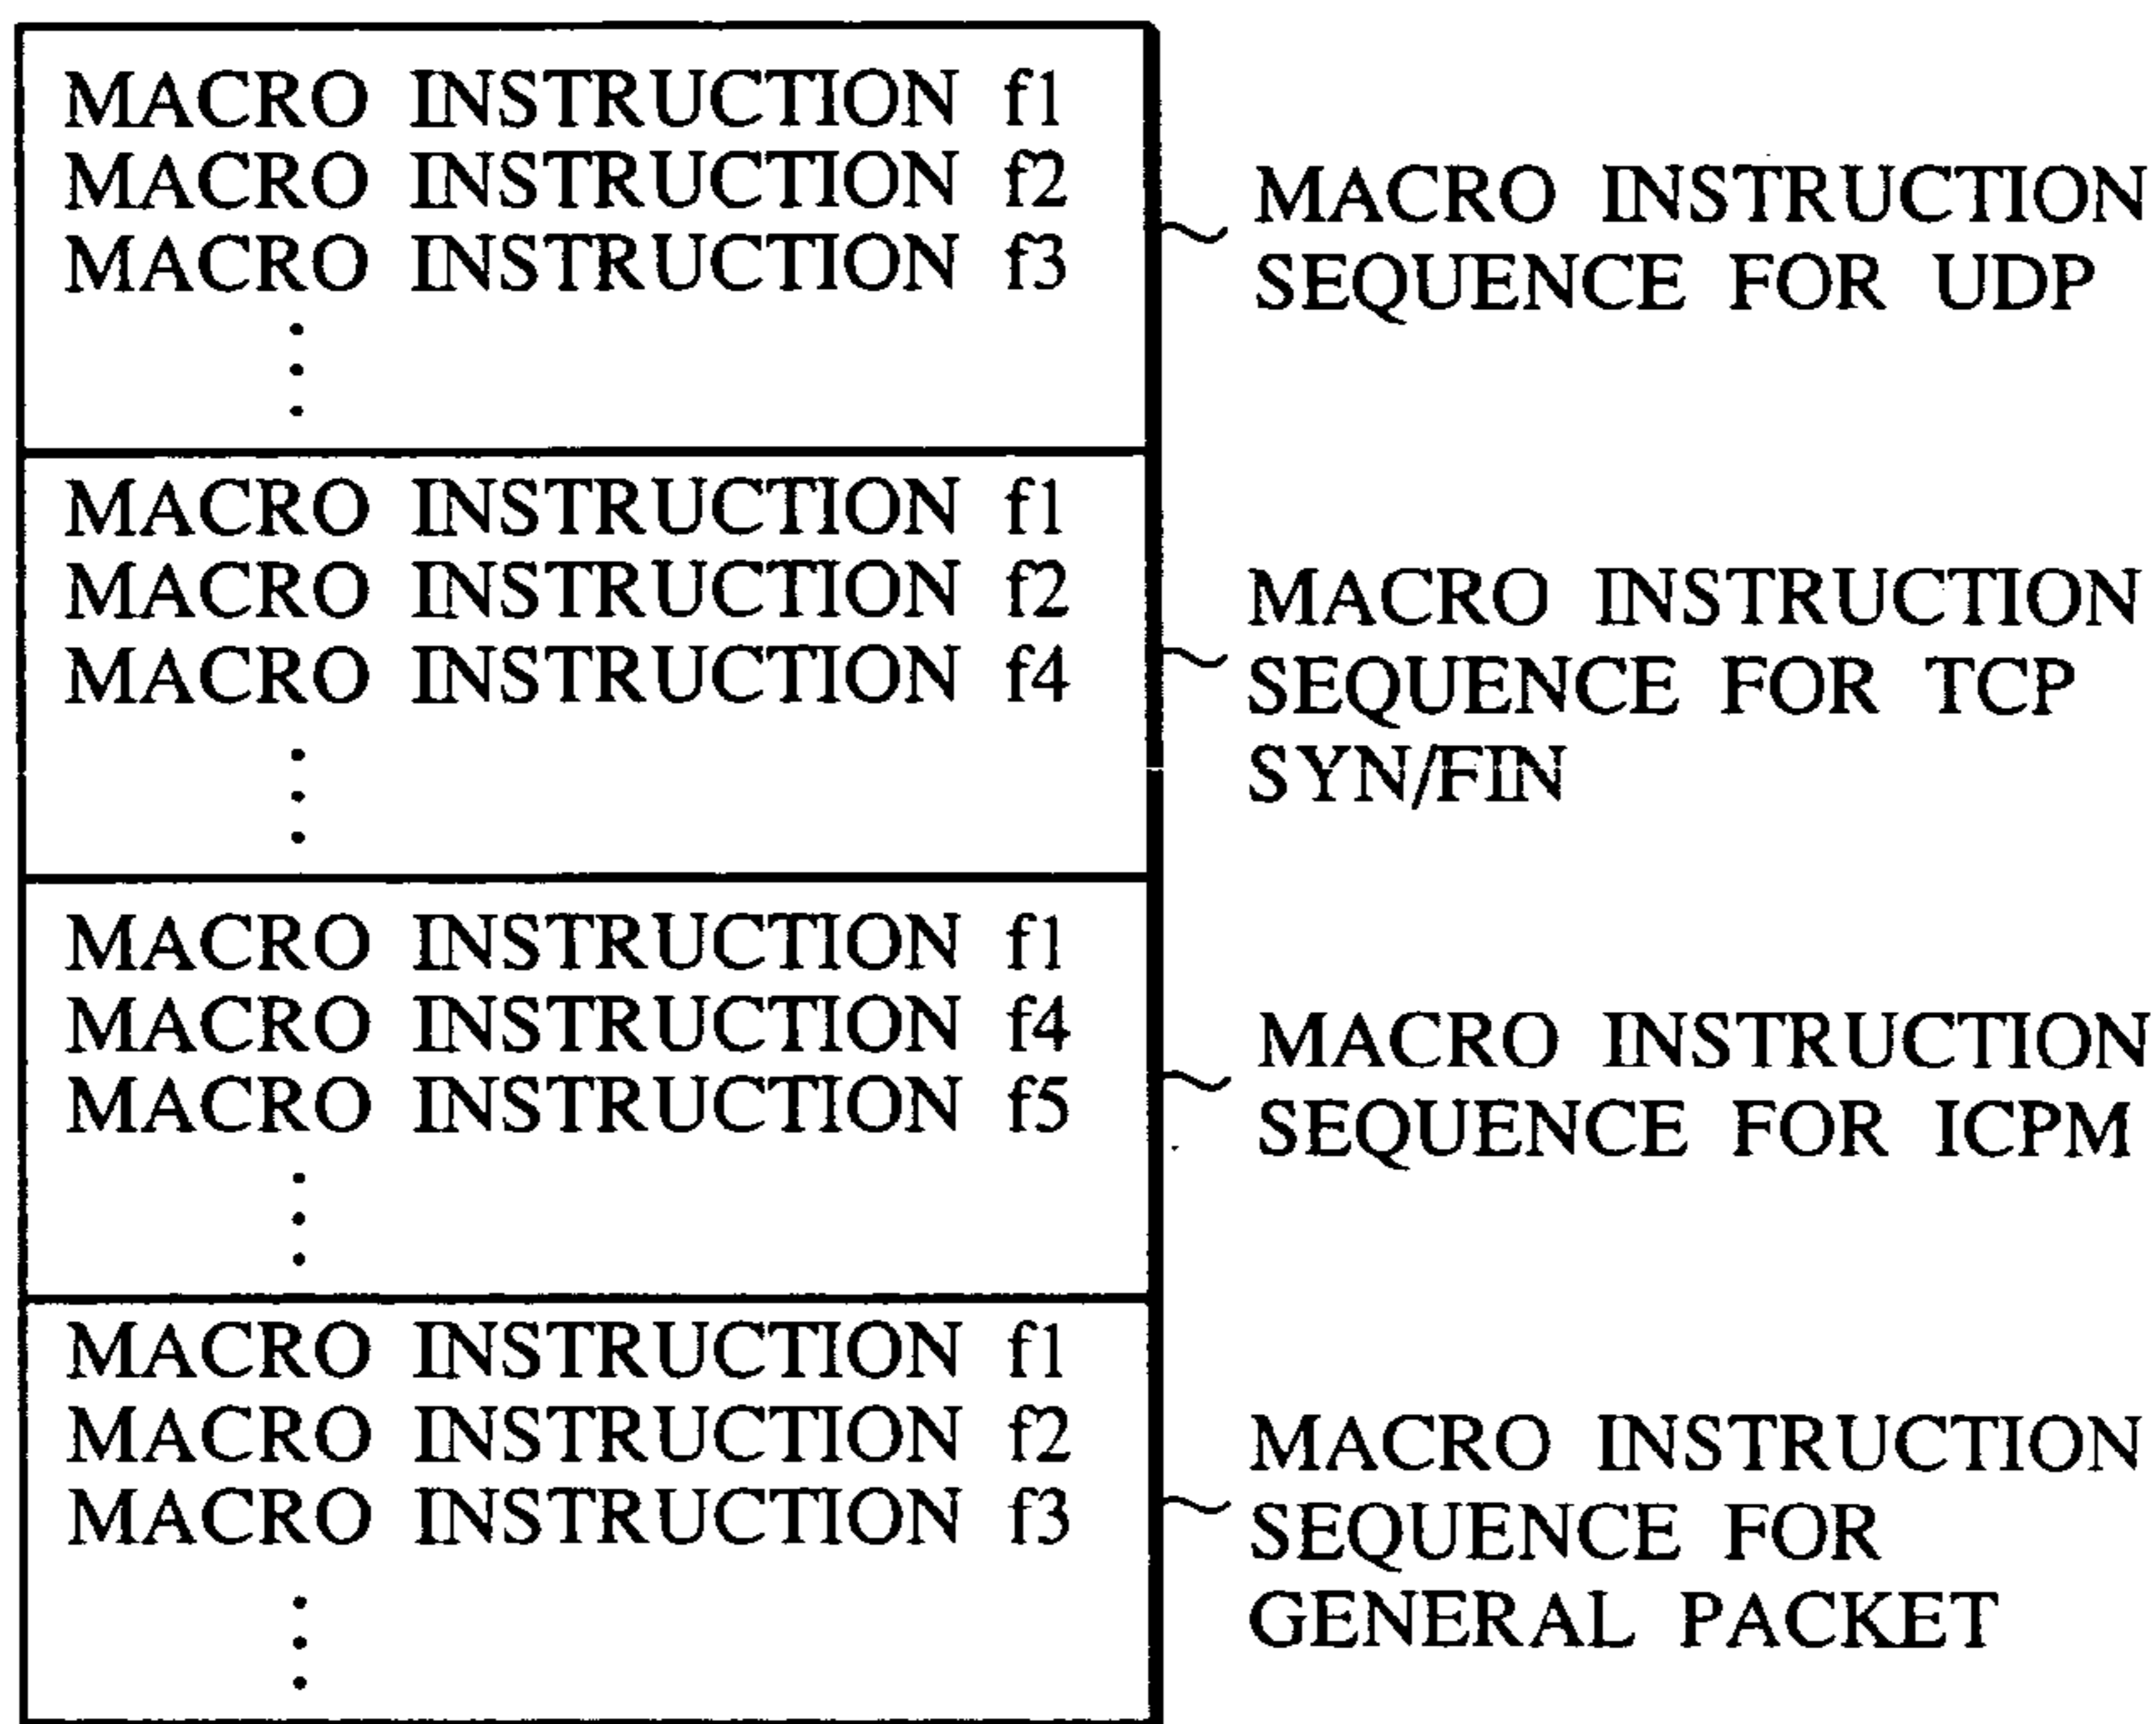 MACRO INSTRUCTION f1
MACRO INSTRUCTION f2
MACRO INSTRUCTION f3
MACRO INSTRUCTION
SEQUENCE FOR UDP
MACRO INSTRUCTION f1
MACRO INSTRUCTION f2
MACRO INSTRUCTION f4
MACRO INSTRUCTION
SEQUENCE FOR TCP
SYN/FIN
MACRO INSTRUCTION f1
MACRO INSTRUCTION f4
MACRO INSTRUCTION f5
MACRO INSTRUCTION
SEQUENCE FOR ICPM
MACRO INSTRUCTION f1
MACRO INSTRUCTION f2
MACRO INSTRUCTION f3
MACRO INSTRUCTION
SEQUENCE FOR
GENERAL PACKET